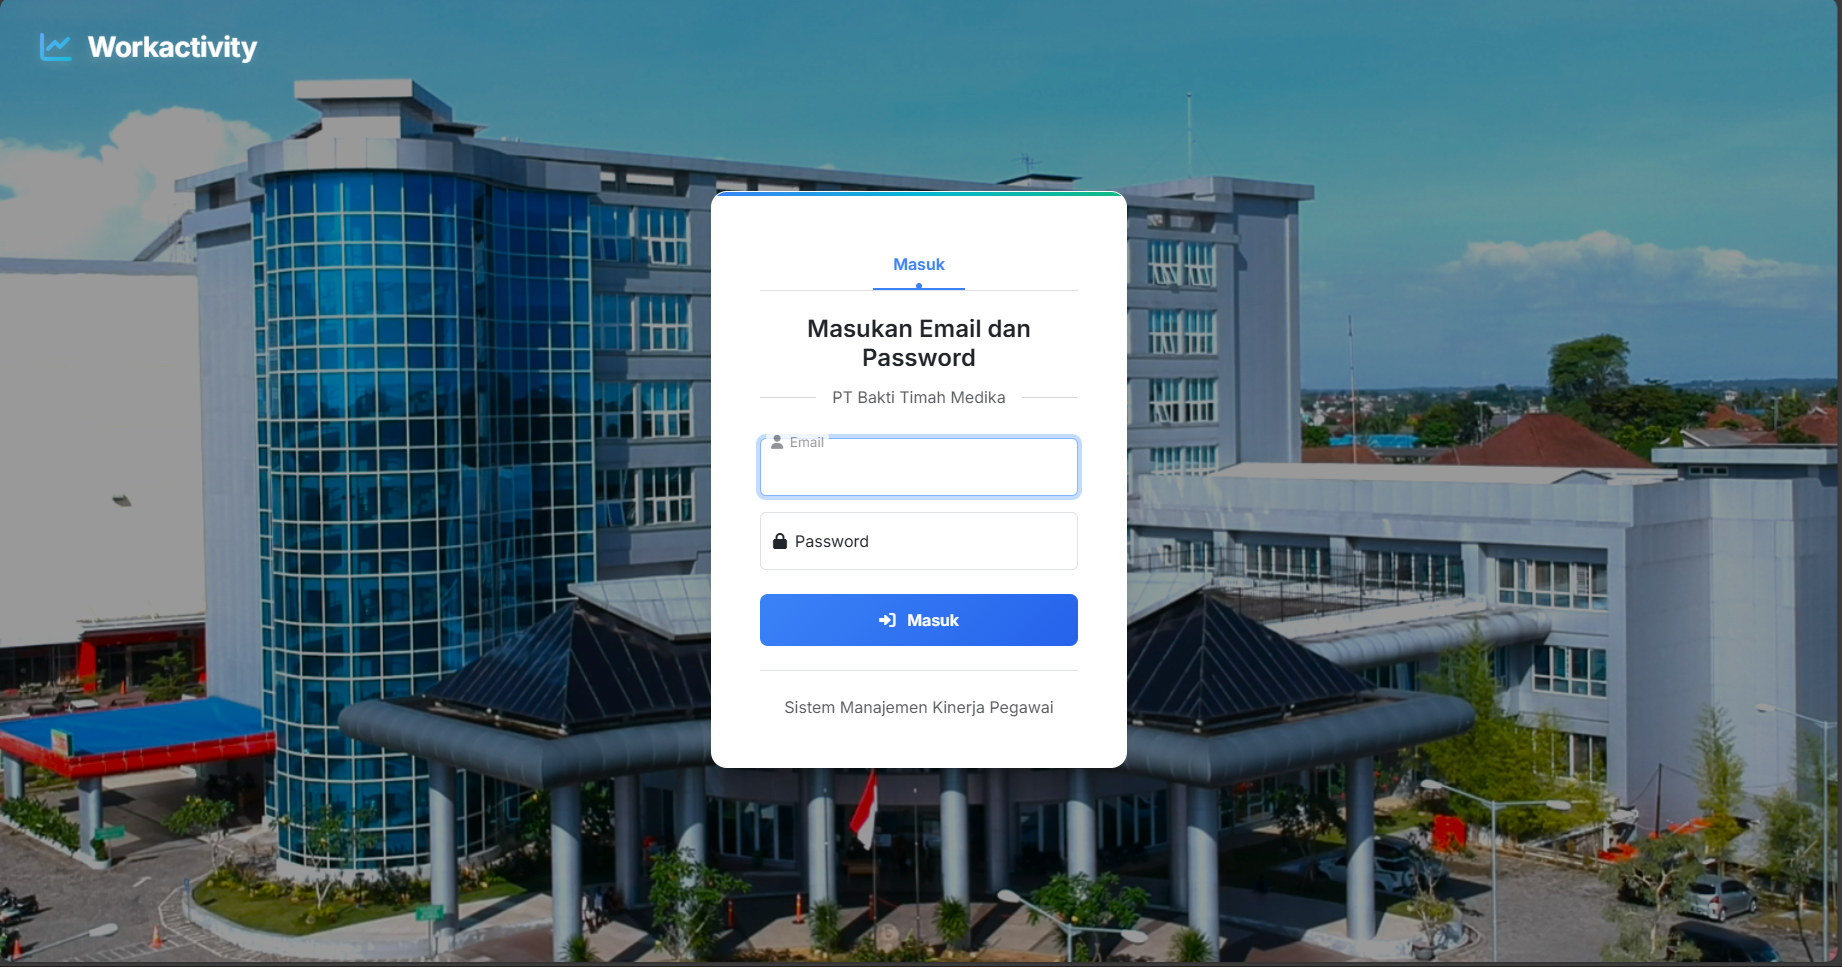 Workactivity
Masuk
Masukan Email dan
Password
PT Bakti Timah Medika
Email
Password
Masuk
Sistem Manajemen Kinerja Pegawai